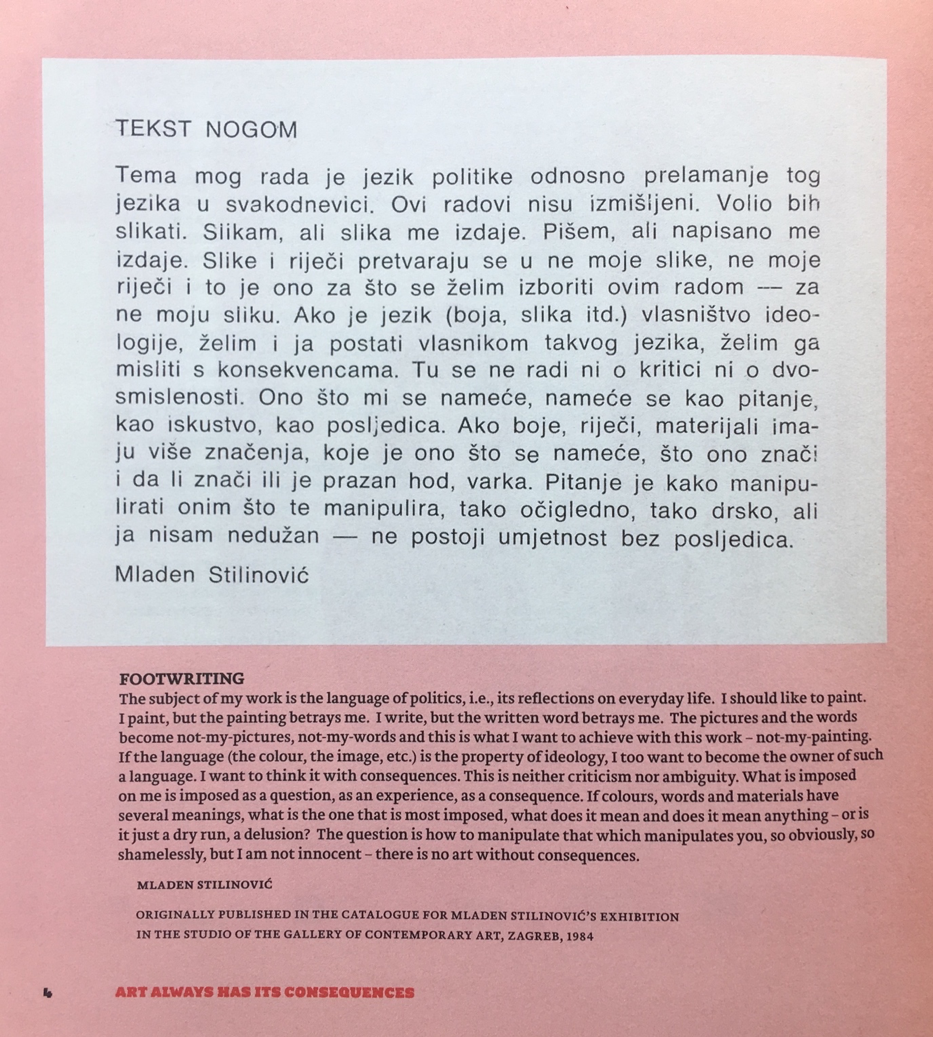 TEKST NOGOM
Tema mog rada je jezik politike odnosno prelamanje tog
jezika u svakodnevici. Ovi radovi nisu izmišljeni. Volio bih
slikati. Slikam, ali slika me izdaje. Pišem, ali napisano me
izdaje. Slike i riječi pretvaraju se u ne moje slike, ne moje
riječi i to je ono za što se želim izboriti ovim radom — za
ne moju sliku. Ako je jezik (boja, slika itd.) vlasništvo ideo-
logije, želim i ja postati vlasnikom takvog jezika, želim ga
misliti s konsekvencama. Tu se ne radi ni o kritici ni o dvo-
smislenosti. Ono što mi se nameće, nameće se kao pitanje,
kao iskustvo, kao posljedica. Ako boje, riječi, materijali ima-
ju više značenja, koje je ono što se nameće, što ono znači
i da li znači ili je prazan hod, varka. Pitanje je kako manipu-
lirati onim što te manipulira, tako očigledno, tako drsko, ali
ja nisam nedužan — ne postoji umjetnost bez posljedica.
Mladen Stilinović
FOOTWRITING
The subject of my work is the language of politics, i.e., its reflections on everyday life. I should like to paint.
I paint, but the painting betrays me. I write, but the written word betrays me. The pictures and the words
become not-my-pictures, not-my-words and this is what I want to achieve with this work – not-my-painting.
If the language (the colour, the image, etc.) is the property of ideology, I too want to become the owner of such
a language. I want to think it with consequences. This is neither criticism nor ambiguity. What is imposed
on me is imposed as a question, as an experience, as a consequence. If colours, words and materials have
several meanings, what is the one that is most imposed, what does it mean and does it mean anything – or is
it just a dry run, a delusion? The question is how to manipulate that which manipulates you, so obviously, so
shamelessly, but I am not innocent – there is no art without consequences.
MLADEN STILINOVIĆ
ORIGINALLY PUBLISHED IN THE CATALOGUE FOR MLADEN STILINOVIĆ'S EXHIBITION
IN THE STUDIO OF THE GALLERY OF CONTEMPORARY ART, ZAGREB, 1984
4 ART ALWAYS HAS ITS CONSEQUENCES